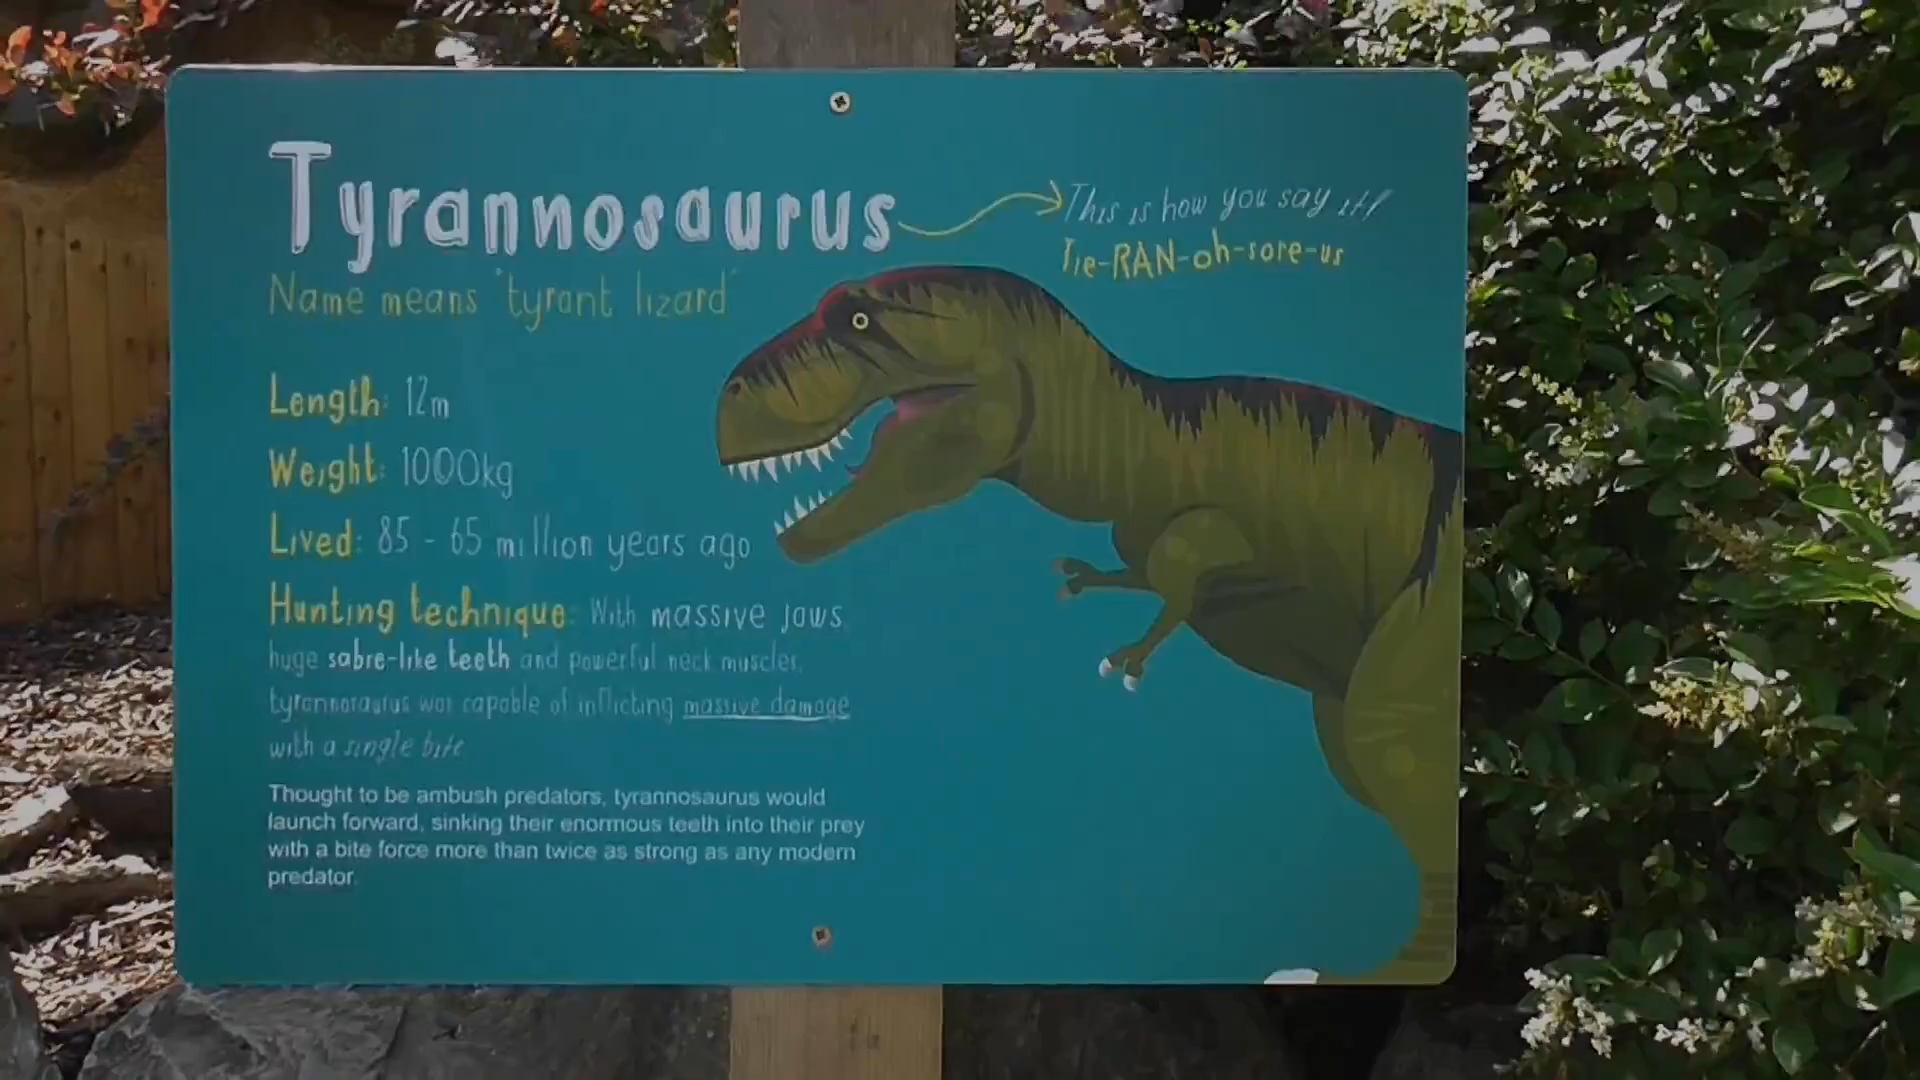 Tyrannosaurus
This is how you say it!
Tie-RAN-oh-sore-us
Name means 'tyrant lizard'
Length: 12m
Weight: 1000kg
Lived: 85 - 65 million years ago
Hunting technique: With massive jaws,
huge sabre-like teeth and powerful neck muscles,
tyrannosaurus was capable of inflicting massive damage
with a single bite
Thought to be ambush predators, tyrannosaurus would
launch forward, sinking their enormous teeth into their prey
with a bite force more than twice as strong as any modern
predator.